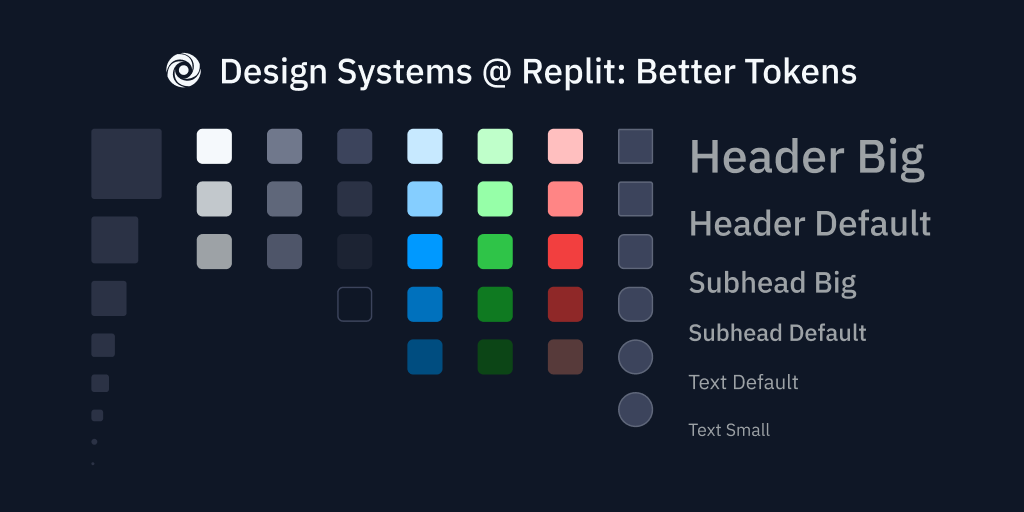 Design Systems @ Replit: Better Tokens
Header Big
Header Default
Subhead Big
Subhead Default
Text Default
Text Small